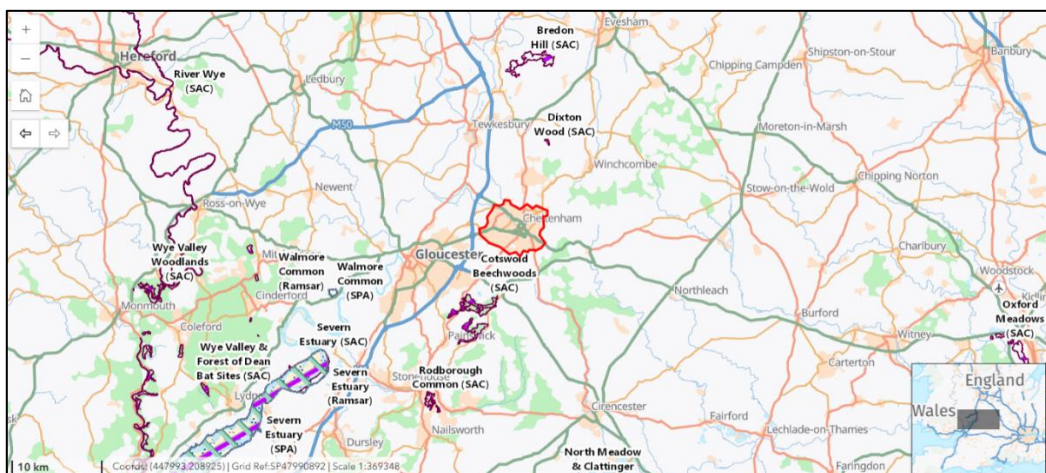 Bredon
Hill (SAC)
Evesham
Banbury
Shipston-on-Stour
Hereford
River Wye
(SAC)
Ledbury
Chipping Campden
M50
Tewkesbury
Dixton
Wood (SAC)
Moreton-in-Marsh
Winchcombe
Newent
Stow-on-the-Wold
Chipping Norton
Ross-on-Wye
Cheltenham
Wye Valley
Woodlands
(SAC)
Mit
Walmore
Common
(Ramsar)
Walmore
Common
(SPA)
Gloucester
Cotswold
Beechwoods
(SAC)
Charlbury
Woodstock
Cinderford
Northleach
Monmouth
Coleford
Severn
Estuary (SAC)
Painswick
Burford
Witney
Kidli
Oxford
Meadows
(SAC)
Wye Valley &
Forest of Dean
Bat Sites (SAC)
Lydney
Severn
Estuary
(Ramsar)
Stonehouse
Rodborough
Common (SAC)
Carterton
England
Wales
Severn
Estuary
(SPA)
Cirencester
Fairford
Lechlade-on-Thames
Dursley
Nailsworth
North Meadow
& Clattinger
Faringdon
10 km
Coords: (447993,208925) | Grid Ref:SP47990892 | Scale 1:369348